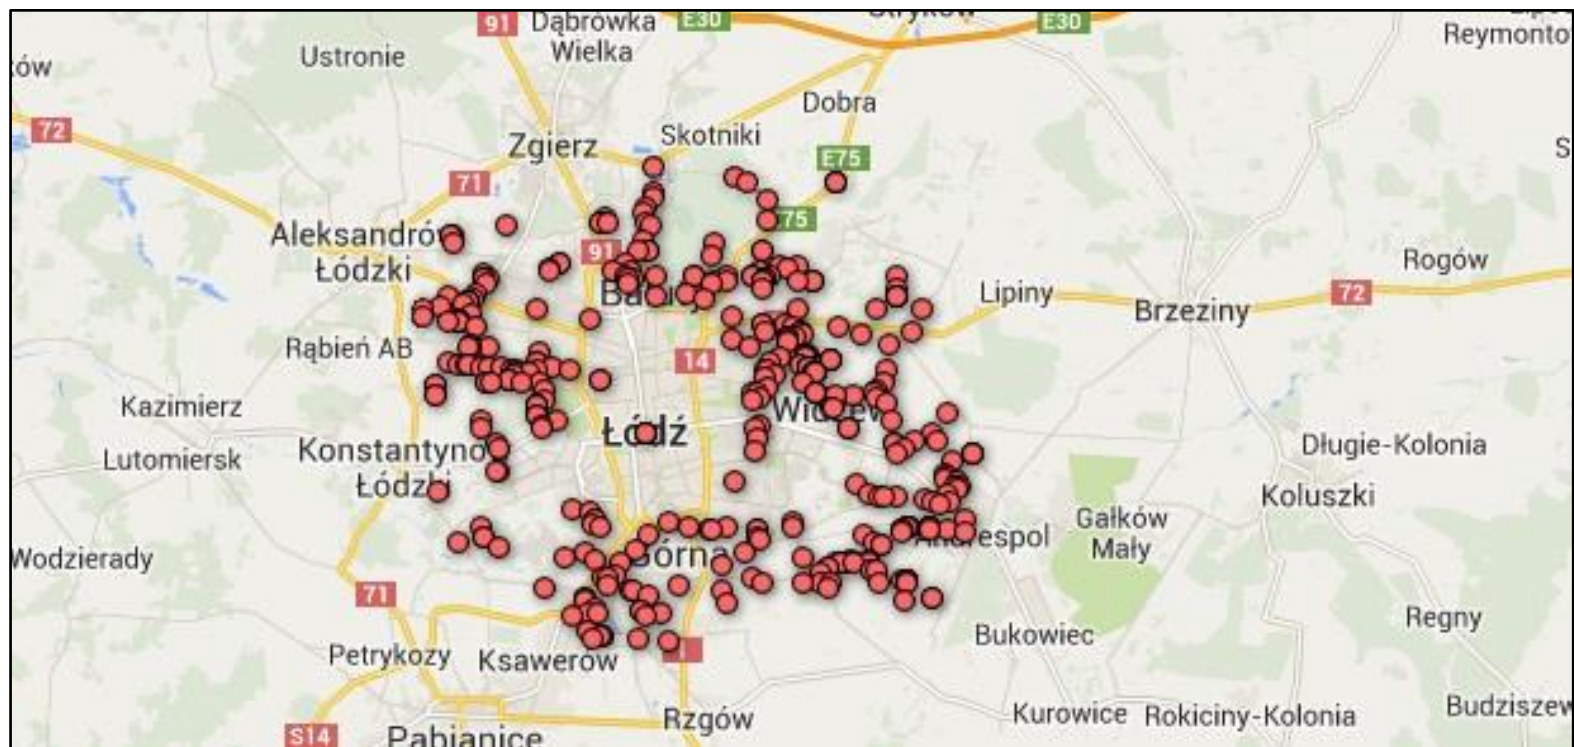 91
Dąbrówka
Wielka
E30
E30
Reymonto
Ustronie
ów
72
Dobra
Skotniki
Zgierz
E75
S
71
E75
Aleksandró
Łódzki
91
Rogów
Lipiny
72
Brzeziny
Rąbień AB
14
Kazimierz
Łódź
Długie-Kolonia
Konstantyno
Łódzki
Lutomiersk
Koluszki
Gałków
Mały
Górna
Wodzierady
71
Regny
Bukowiec
Petrykozy
Ksawerów
Budziszew
Rzgów
Kurowice
Rokiciny-Kolonia
S14
Pabianice